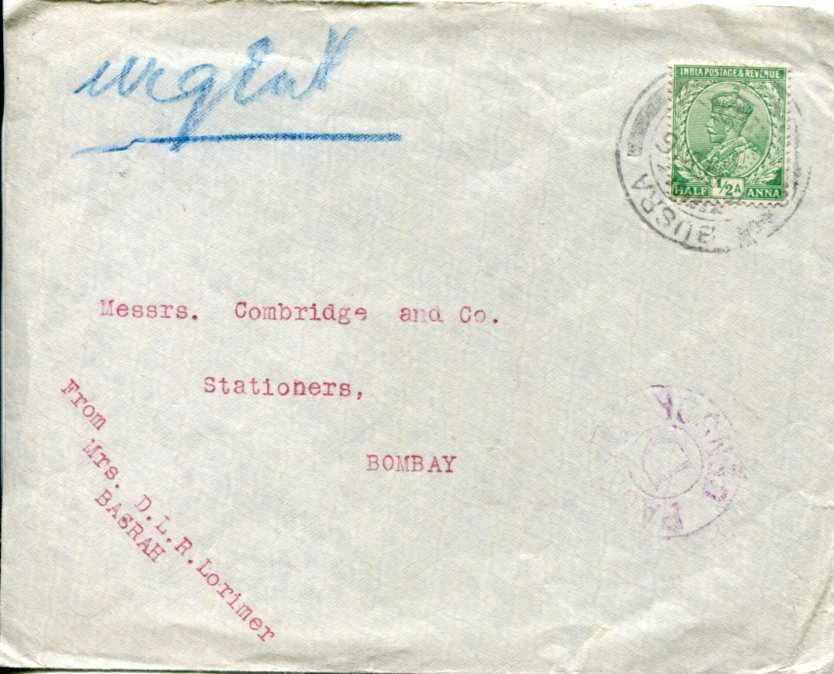 urgent
INDIA POSTAGE & REVENUE
HALF 1/2A ANNA
BUSRA
Messrs. Combridge and Co.
Stationers,
BOMBAY
From
Mrs. D.L.R.Lorimer
BASRAH